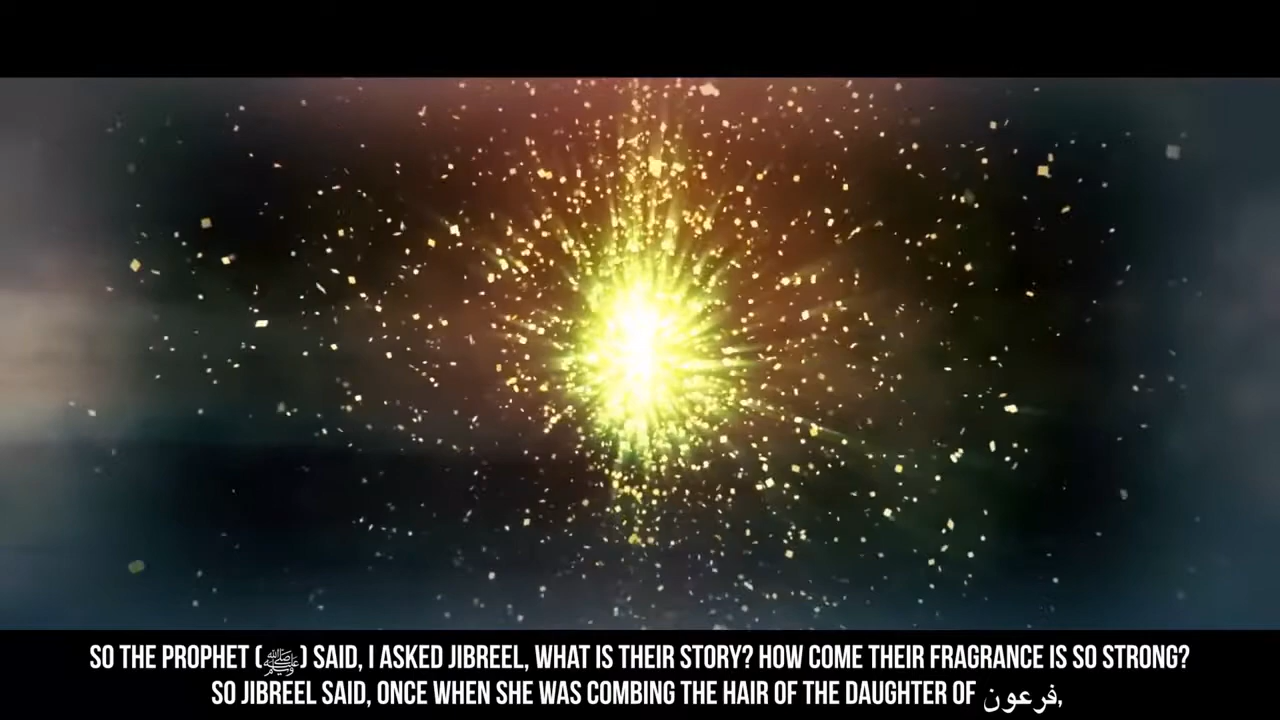 SO THE PROPHET (ﷺ) SAID, I ASKED JIBREEL, WHAT IS THEIR STORY? HOW COME THEIR FRAGRANCE IS SO STRONG?
SO JIBREEL SAID, ONCE WHEN SHE WAS COMBING THE HAIR OF THE DAUGHTER OF فرعون,